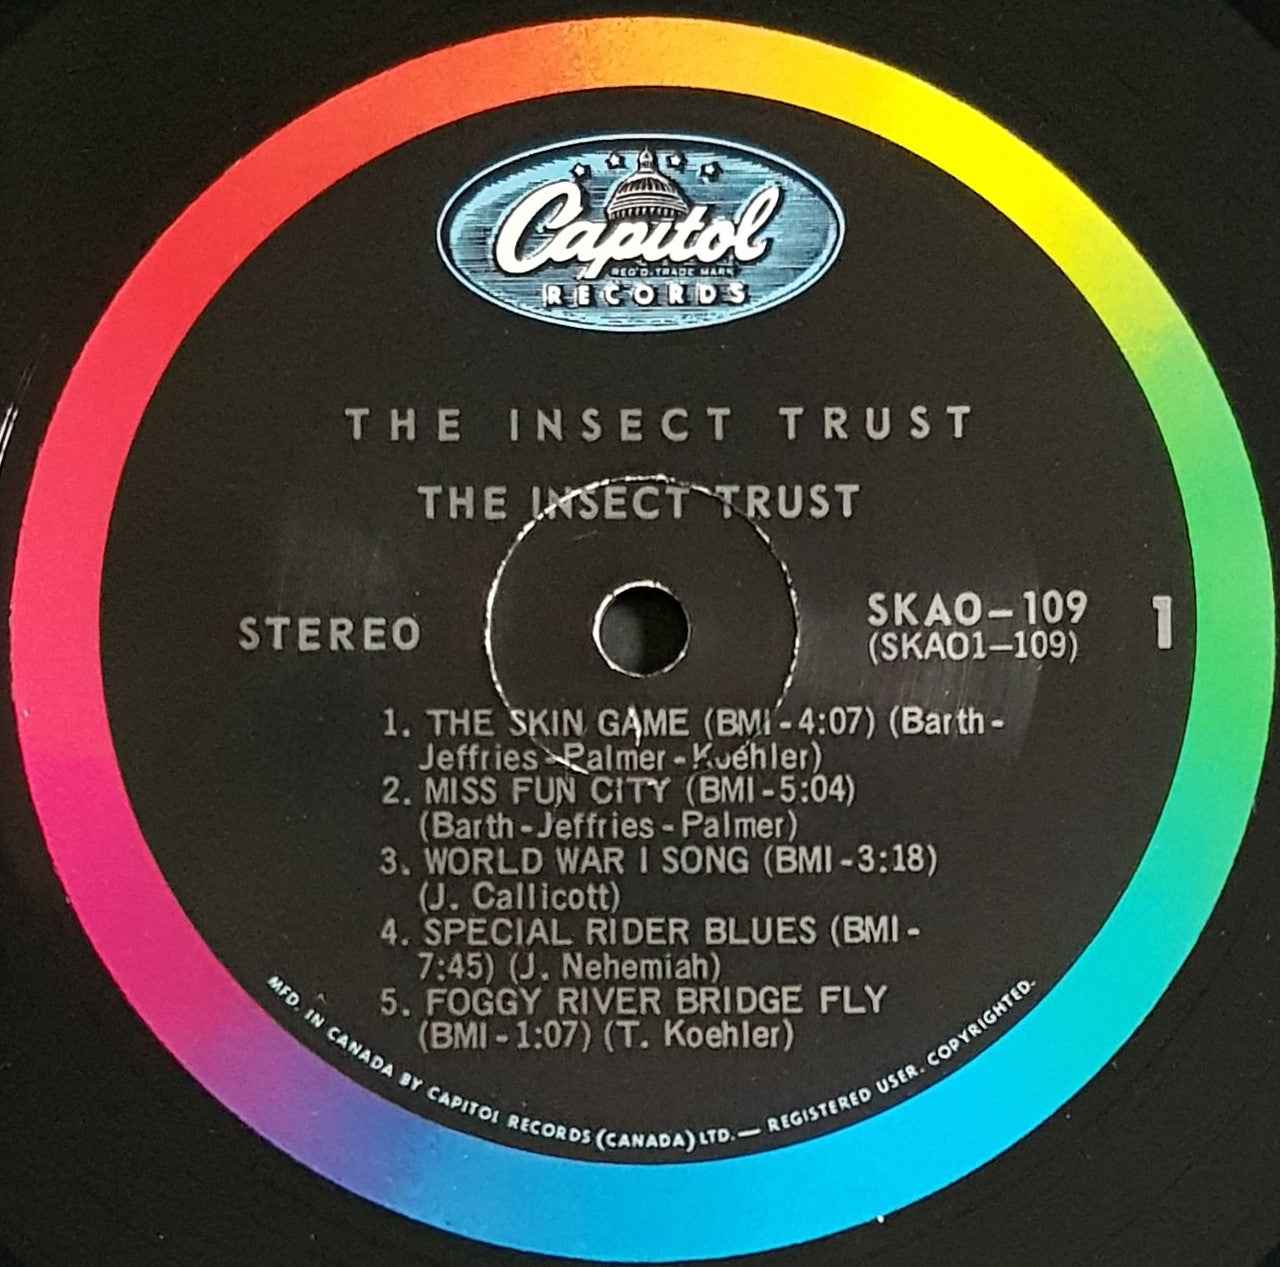 Capitol
REG'D. TRADE MARK
RECORDS
THE INSECT TRUST
THE INSECT TRUST
STEREO
SKAO-109
(SKAO1-109)
1
1. THE SKIN GAME (BMI-4:07) (Barth-
Jeffries-Palmer-Koehler)
2. MISS FUN CITY (BMI-5:04)
(Barth-Jeffries-Palmer)
3. WORLD WAR I SONG (BMI-3:18)
(J. Callicott)
4. SPECIAL RIDER BLUES (BMI-
7:45) (J. Nehemiah)
5. FOGGY RIVER BRIDGE FLY
(BMI-1:07) (T. Koehler)
MFD. IN CANADA BY CAPITOL RECORDS (CANADA) LTD.— REGISTERED USER. COPYRIGHTED.